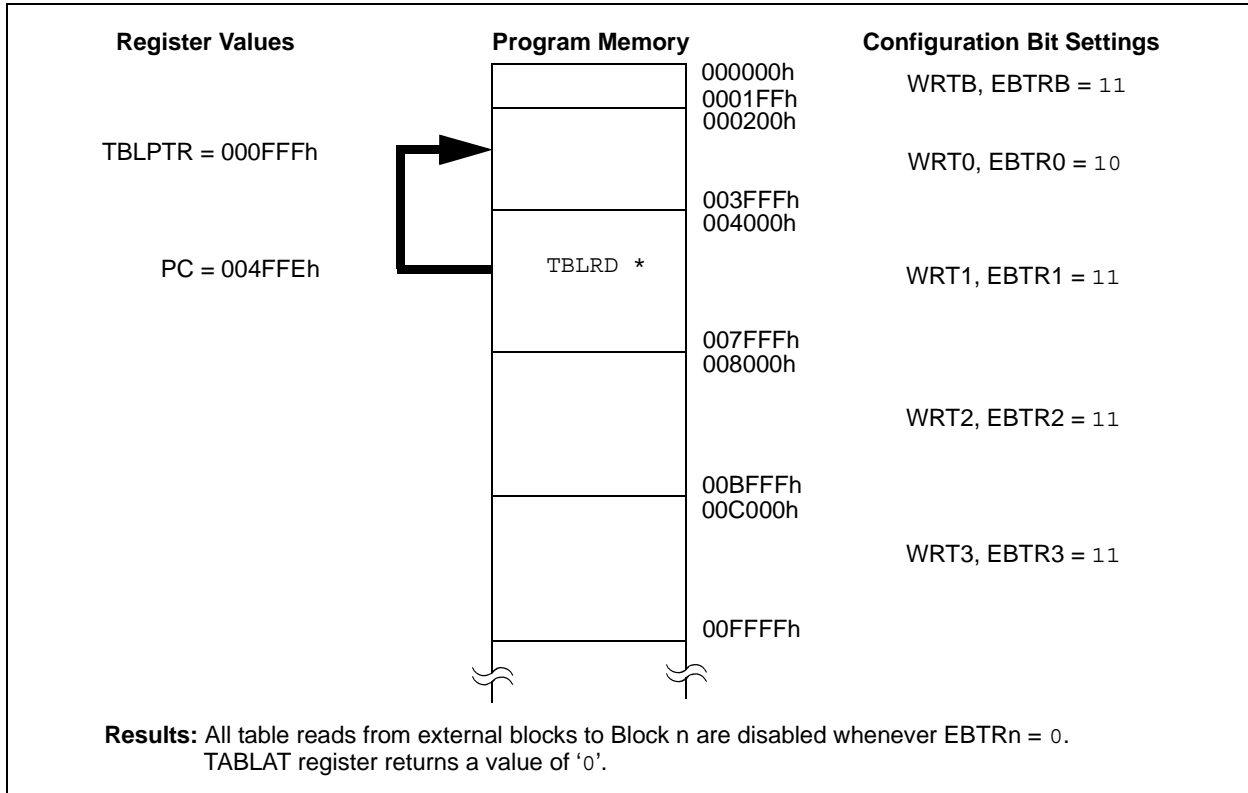 Register Values
Program Memory
Configuration Bit Settings
000000h
WRTB, EBTRB = 11
0001FFh
000200h
TBLPTR = 000FFFh
WRT0, EBTR0 = 10
003FFFh
004000h
PC = 004FFEh
TBLRD *
WRT1, EBTR1 = 11
007FFFh
008000h
WRT2, EBTR2 = 11
00BFFFh
00C000h
WRT3, EBTR3 = 11
00FFFFh
Results: All table reads from external blocks to Block n are disabled whenever EBTRn = 0.
TABLAT register returns a value of ‘0’.